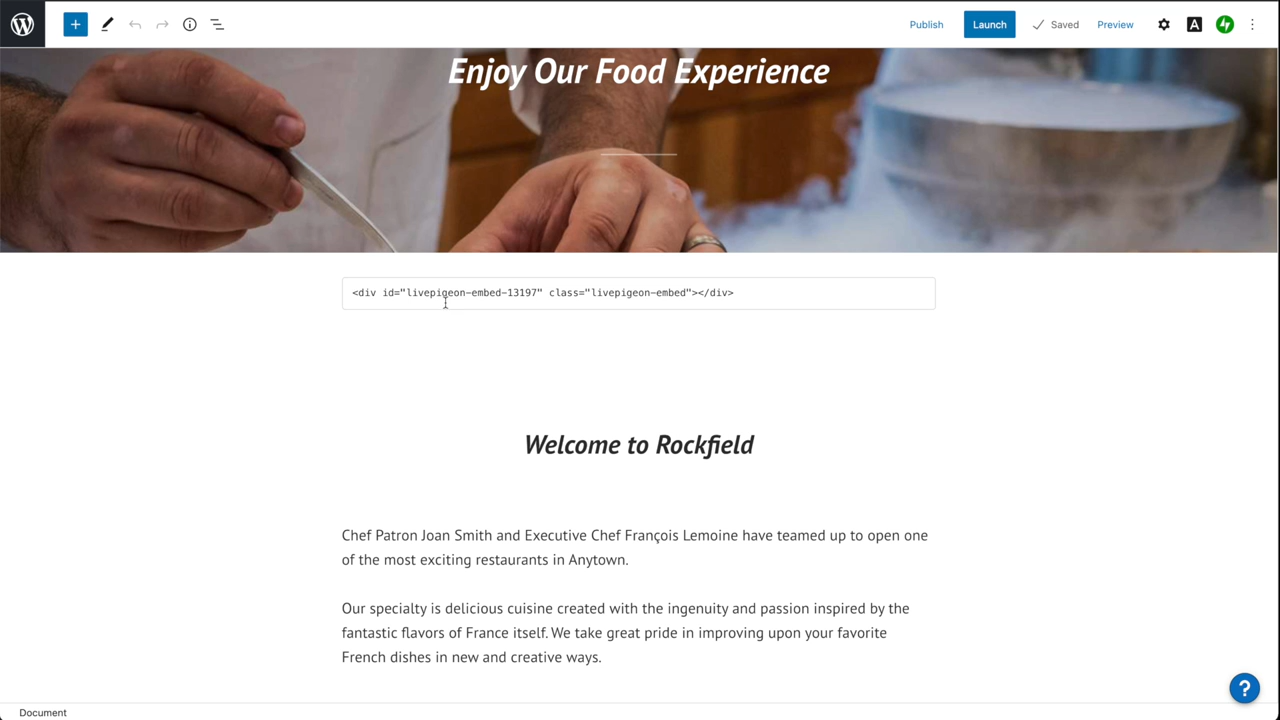 Publish Launch Saved Preview A
Enjoy Our Food Experience
<div id="livepigeon-embed-13197" class="livepigeon-embed"></div>
Welcome to Rockfield
Chef Patron Joan Smith and Executive Chef François Lemoine have teamed up to open one
of the most exciting restaurants in Anytown.
Our specialty is delicious cuisine created with the ingenuity and passion inspired by the
fantastic flavors of France itself. We take great pride in improving upon your favorite
French dishes in new and creative ways.
?
Document